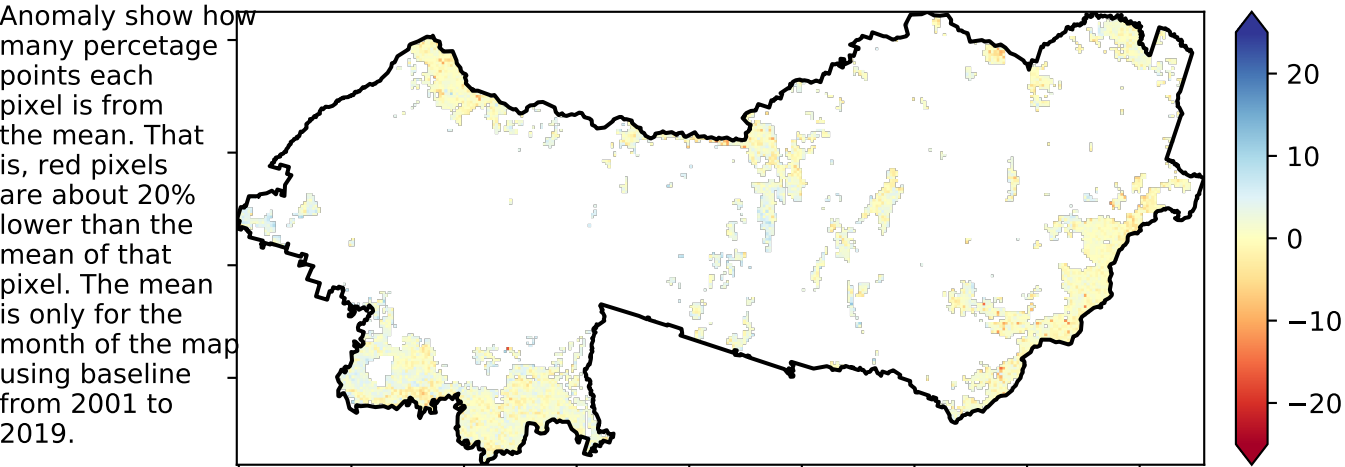 Anomaly show how
many percetage
points each
pixel is from
the mean. That
is, red pixels
are about 20%
lower than the
mean of that
pixel. The mean
is only for the
month of the map
using baseline
from 2001 to
2019.
20
10
0
−10
−20